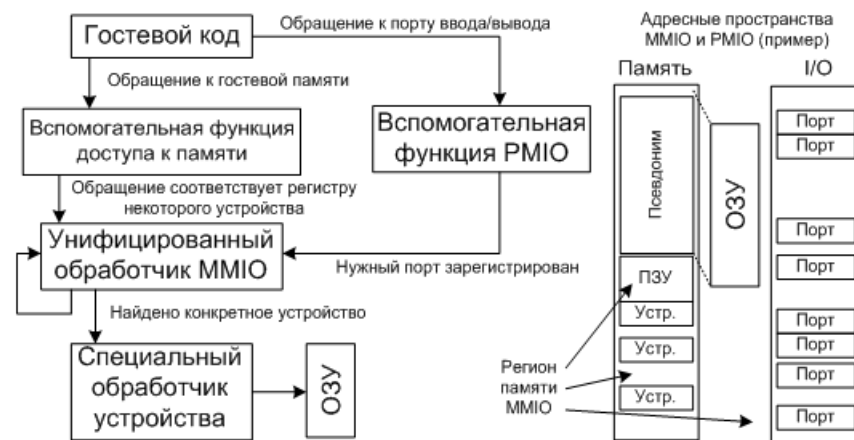 Гостевой код
Обращение к порту ввода/вывода
Обращение к гостевой памяти
Вспомогательная функция
доступа к памяти
Вспомогательная
функция PMIO
Обращение соответствует регистру
некоторого устройства
Унифицированный
обработчик MMIO
Нужный порт зарегистрирован
Найдено конкретное устройство
Специальный
обработчик
устройства
ОЗУ
Адресные пространства
MMIO и PMIO (пример)
Память
I/O
Псевдоним
ОЗУ
ПЗУ
Устр.
Устр.
Устр.
Регион
памяти
MMIO
Порт
Порт
Порт
Порт
Порт
Порт
Порт
Порт